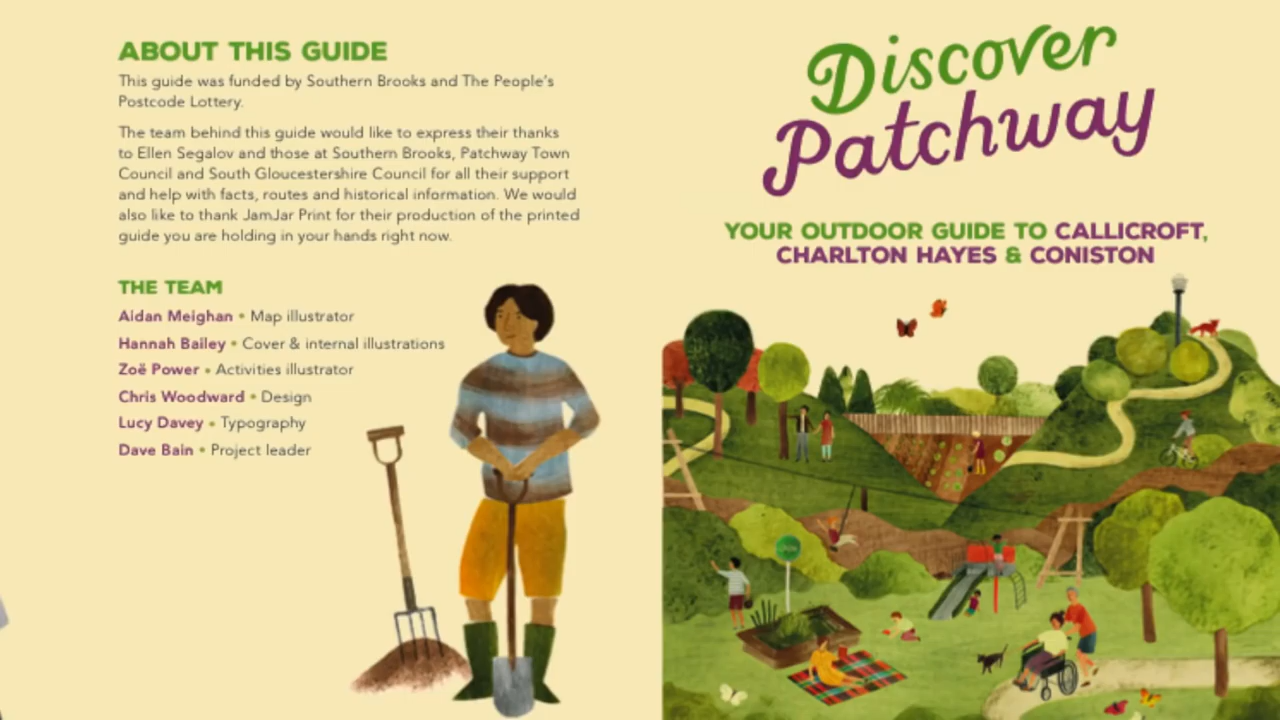 ABOUT THIS GUIDE
This guide was funded by Southern Brooks and The People's
Postcode Lottery.
The team behind this guide would like to express their thanks
to Ellen Segalov and those at Southern Brooks, Patchway Town
Council and South Gloucestershire Council for all their support
and help with facts, routes and historical information. We would
also like to thank JamJar Print for their production of the printed
guide you are holding in your hands right now.
THE TEAM
Aidan Meighan • Map illustrator
Hannah Bailey • Cover & internal illustrations
Zoë Power • Activities illustrator
Chris Woodward • Design
Lucy Davey • Typography
Dave Bain • Project leader
Discover
Patchway
YOUR OUTDOOR GUIDE TO CALLICROFT,
CHARLTON HAYES & CONISTON